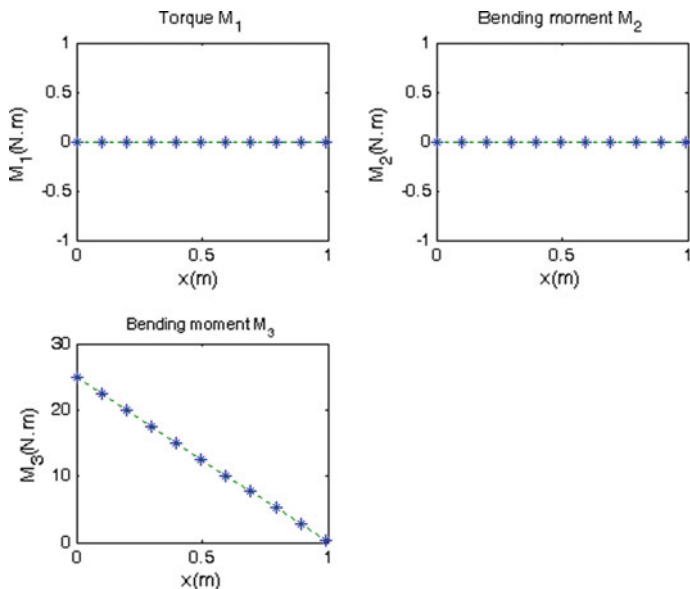 Torque M₁
M₁(N.m)
1
0.5
0
-0.5
-1
0 0.5 1
x(m)
Bending moment M₂
M₂(N.m)
1
0.5
0
-0.5
-1
0 0.5 1
x(m)
Bending moment M₃
M₃(N.m)
30
20
10
0
0 0.5 1
x(m)